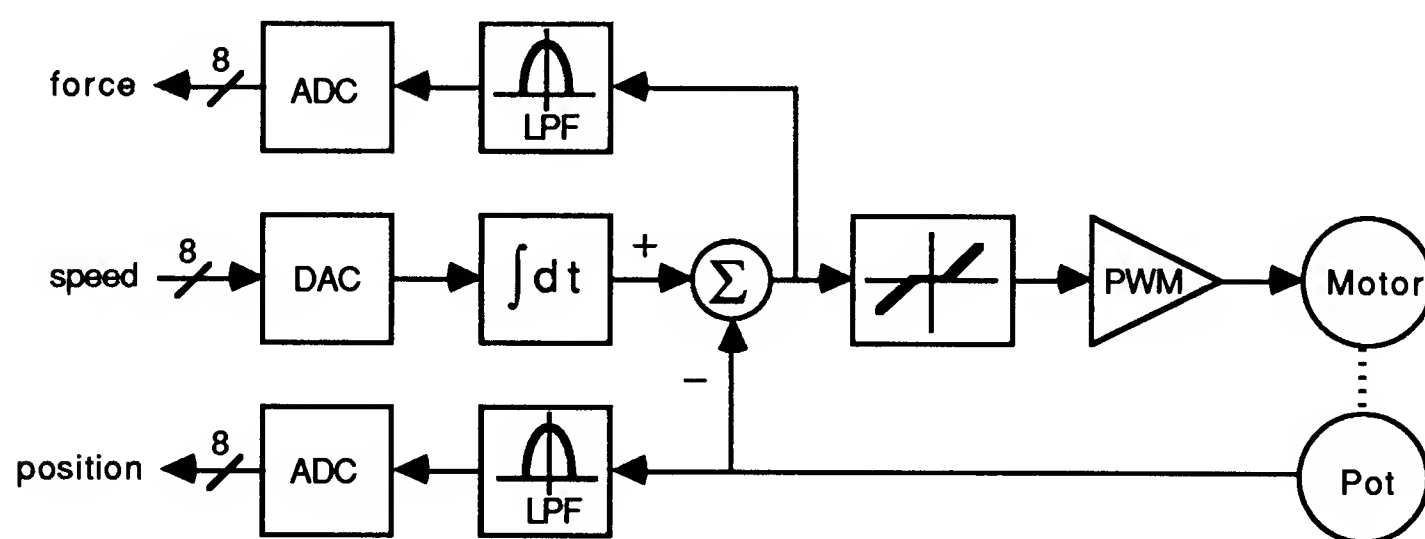 force 8 ADC LPF
speed 8 DAC ∫dt + Σ PWM Motor
−
position 8 ADC LPF Pot